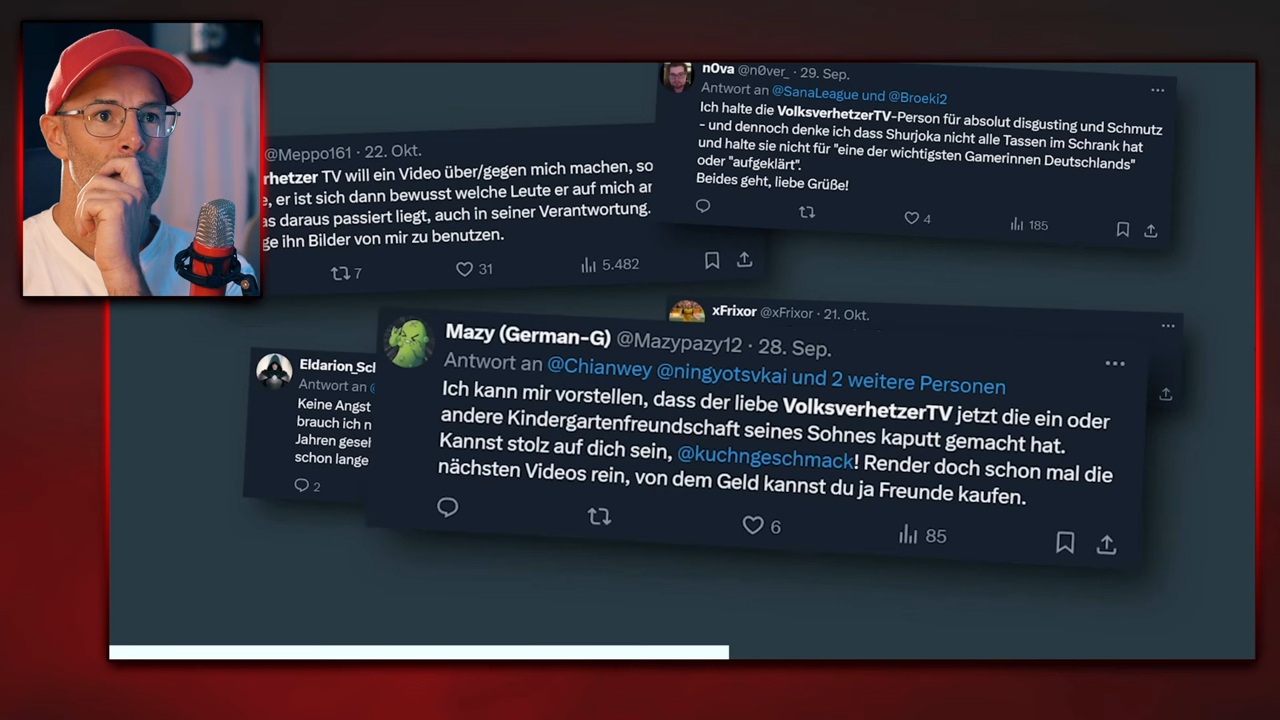 @Meppo161 · 22. Okt.
rhetzer TV will ein Video über/gegen mich machen, so
e, er ist sich dann bewusst welche Leute er auf mich
as daraus passiert liegt, auch in seiner Verantwortung.
ge ihn Bilder von mir zu benutzen.
7 31 5.482
n0va @n0ver_ · 29. Sep.
Antwort an @SanaLeague und @Broeki2
Ich halte die VolksverhetzerTV-Person für absolut disgusting und Schmutz
- und dennoch denke ich dass Shurjoka nicht alle Tassen im Schrank hat
und halte sie nicht für "eine der wichtigsten Gamerinnen Deutschlands"
oder "aufgeklärt".
Beides geht, liebe Grüße!
4 185
xFrixor @xFrixor · 21. Okt.
Eldarion_Scl
Antwort an @
Keine Angst
brauch ich n
Jahren geseh
schon lange
2
Mazy (German-G) @Mazypazy12 · 28. Sep.
Antwort an @Chianwey @ningyotsvkai und 2 weitere Personen
Ich kann mir vorstellen, dass der liebe VolksverhetzerTV jetzt die ein oder
andere Kindergartenfreundschaft seines Sohnes kaputt gemacht hat.
Kannst stolz auf dich sein, @kuchngeschmack! Render doch schon mal die
nächsten Videos rein, von dem Geld kannst du ja Freunde kaufen.
6 85